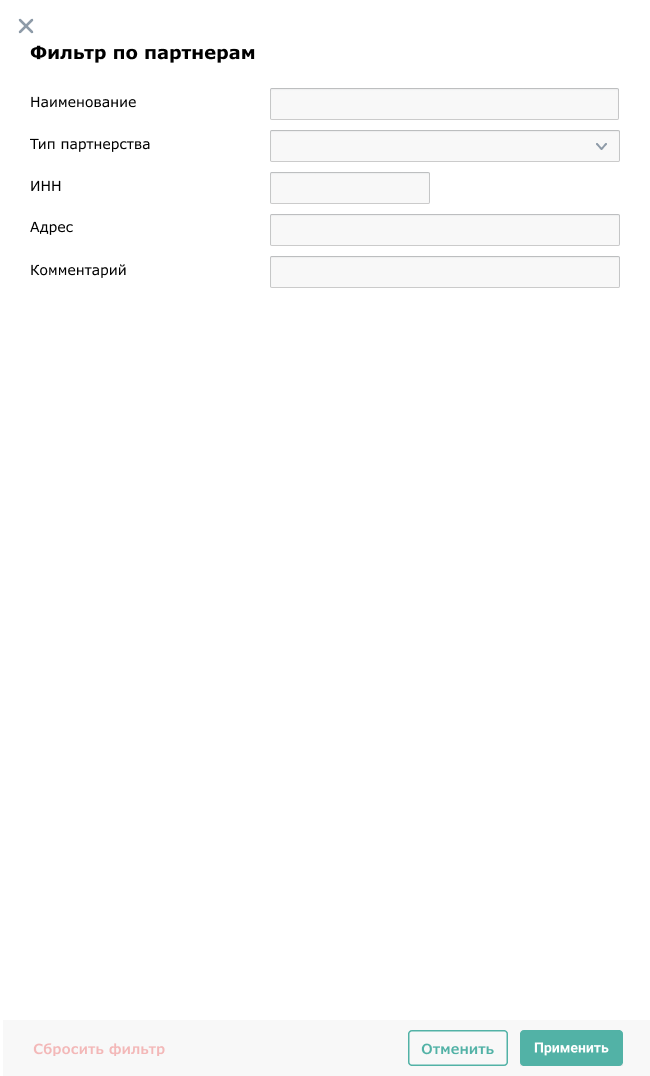 Фильтр по партнерам
Наименование
Тип партнерства
ИНН
Адрес
Комментарий
Сбросить фильтр
Отменить
Применить